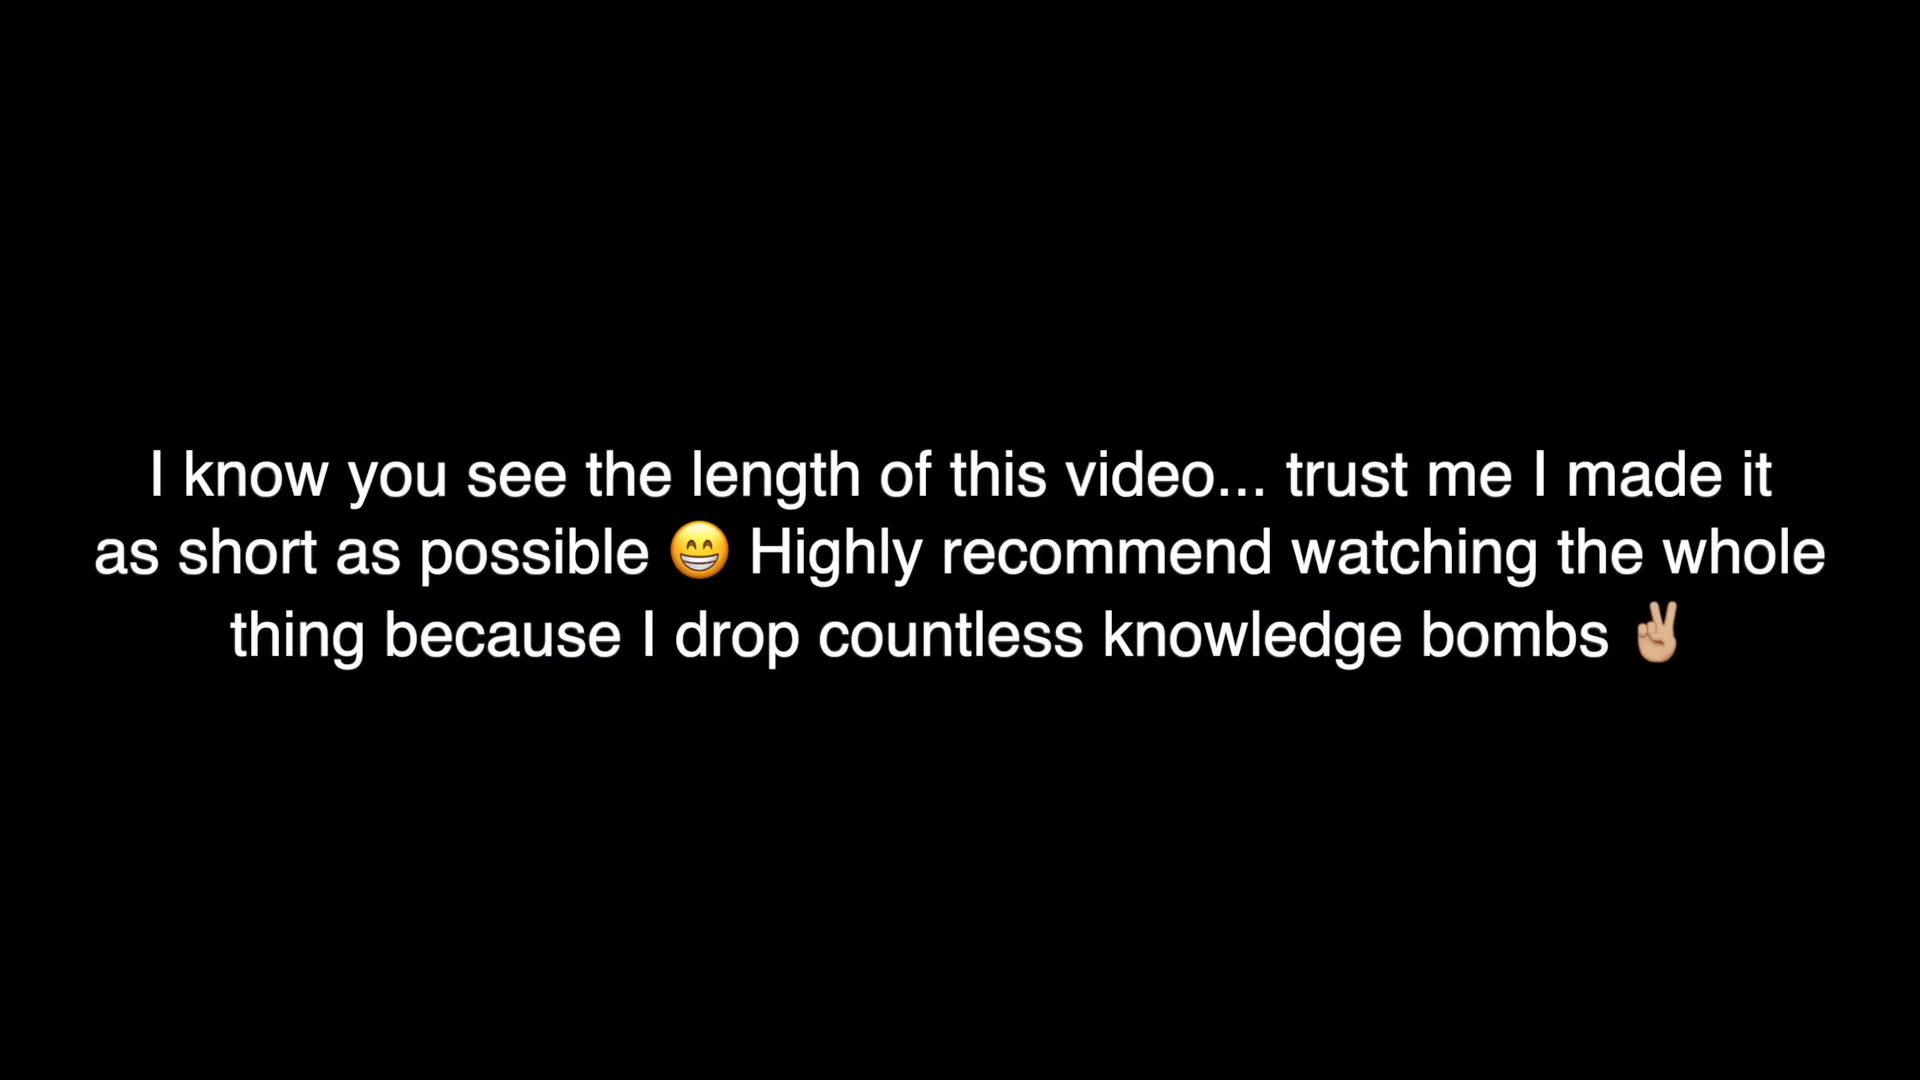 I know you see the length of this video... trust me I made it
as short as possible 😁 Highly recommend watching the whole
thing because I drop countless knowledge bombs ✌🏼